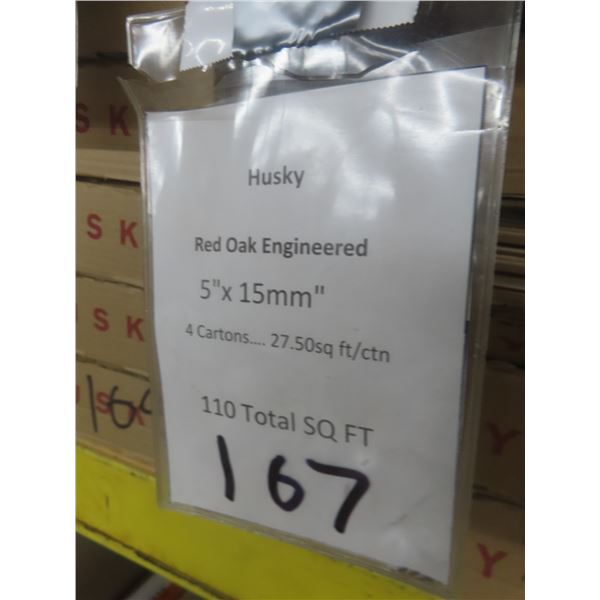 Husky
Red Oak Engineered
5"x 15mm"
4 Cartons.... 27.50sq ft/ctn
110 Total SQ FT
167
S K
S K
S K
Y
Y